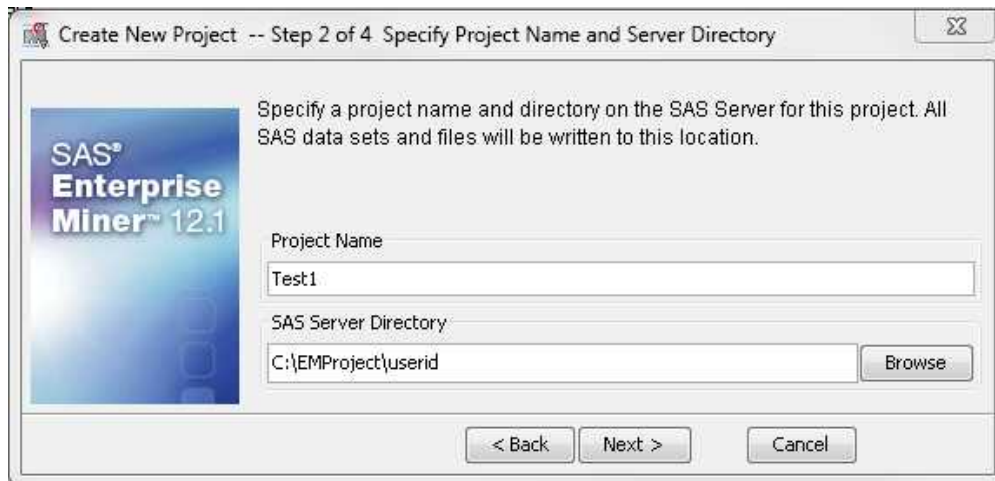 Create New Project -- Step 2 of 4 Specify Project Name and Server Directory
Specify a project name and directory on the SAS Server for this project. All
SAS data sets and files will be written to this location.
SAS®
Enterprise
Miner™ 12.1
Project Name
Test1
SAS Server Directory
C:\EMProject\userid
Browse
< Back
Next >
Cancel